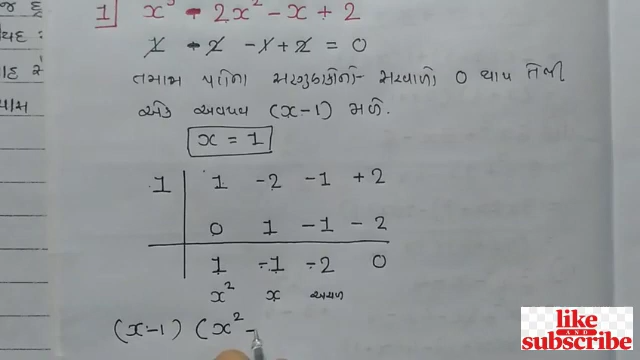 1] x³ - 2x² - x + 2
1 - 2 - 1 + 2 = 0
તમામ પદોના સહગુણકોનો સરવાળો 0 થાય તેથી
એક અવયવ (x-1) મળે.
x = 1
1 | 1 -2 -1 +2
0 1 -1 -2
1 -1 -2 0
x² x અચળ
(x-1) (x² -
like
AND
subscribe